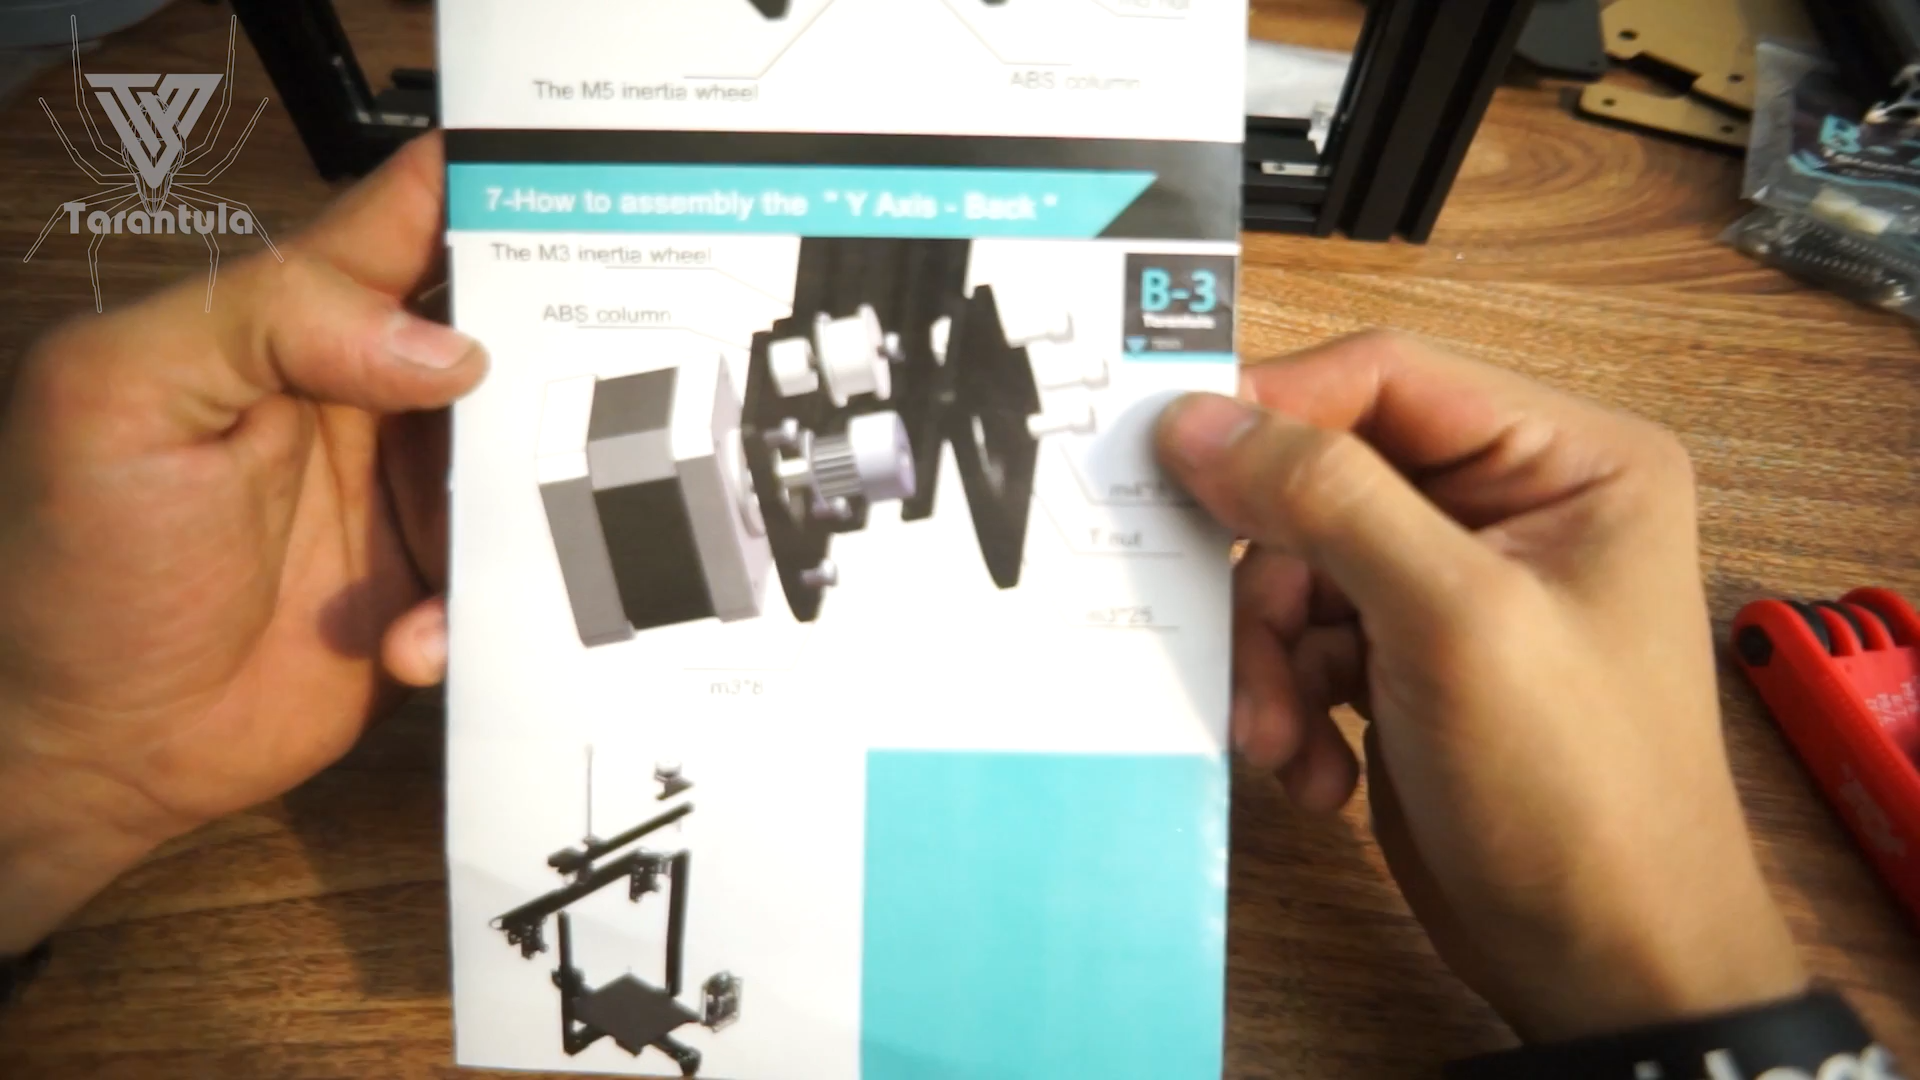 Tarantula
The M5 inertia wheel
ABS column
7-How to assembly the " Y Axis - Back "
The M3 inertia wheel
ABS column
B-3
Tarantula
T nut
m3*25
m3*8